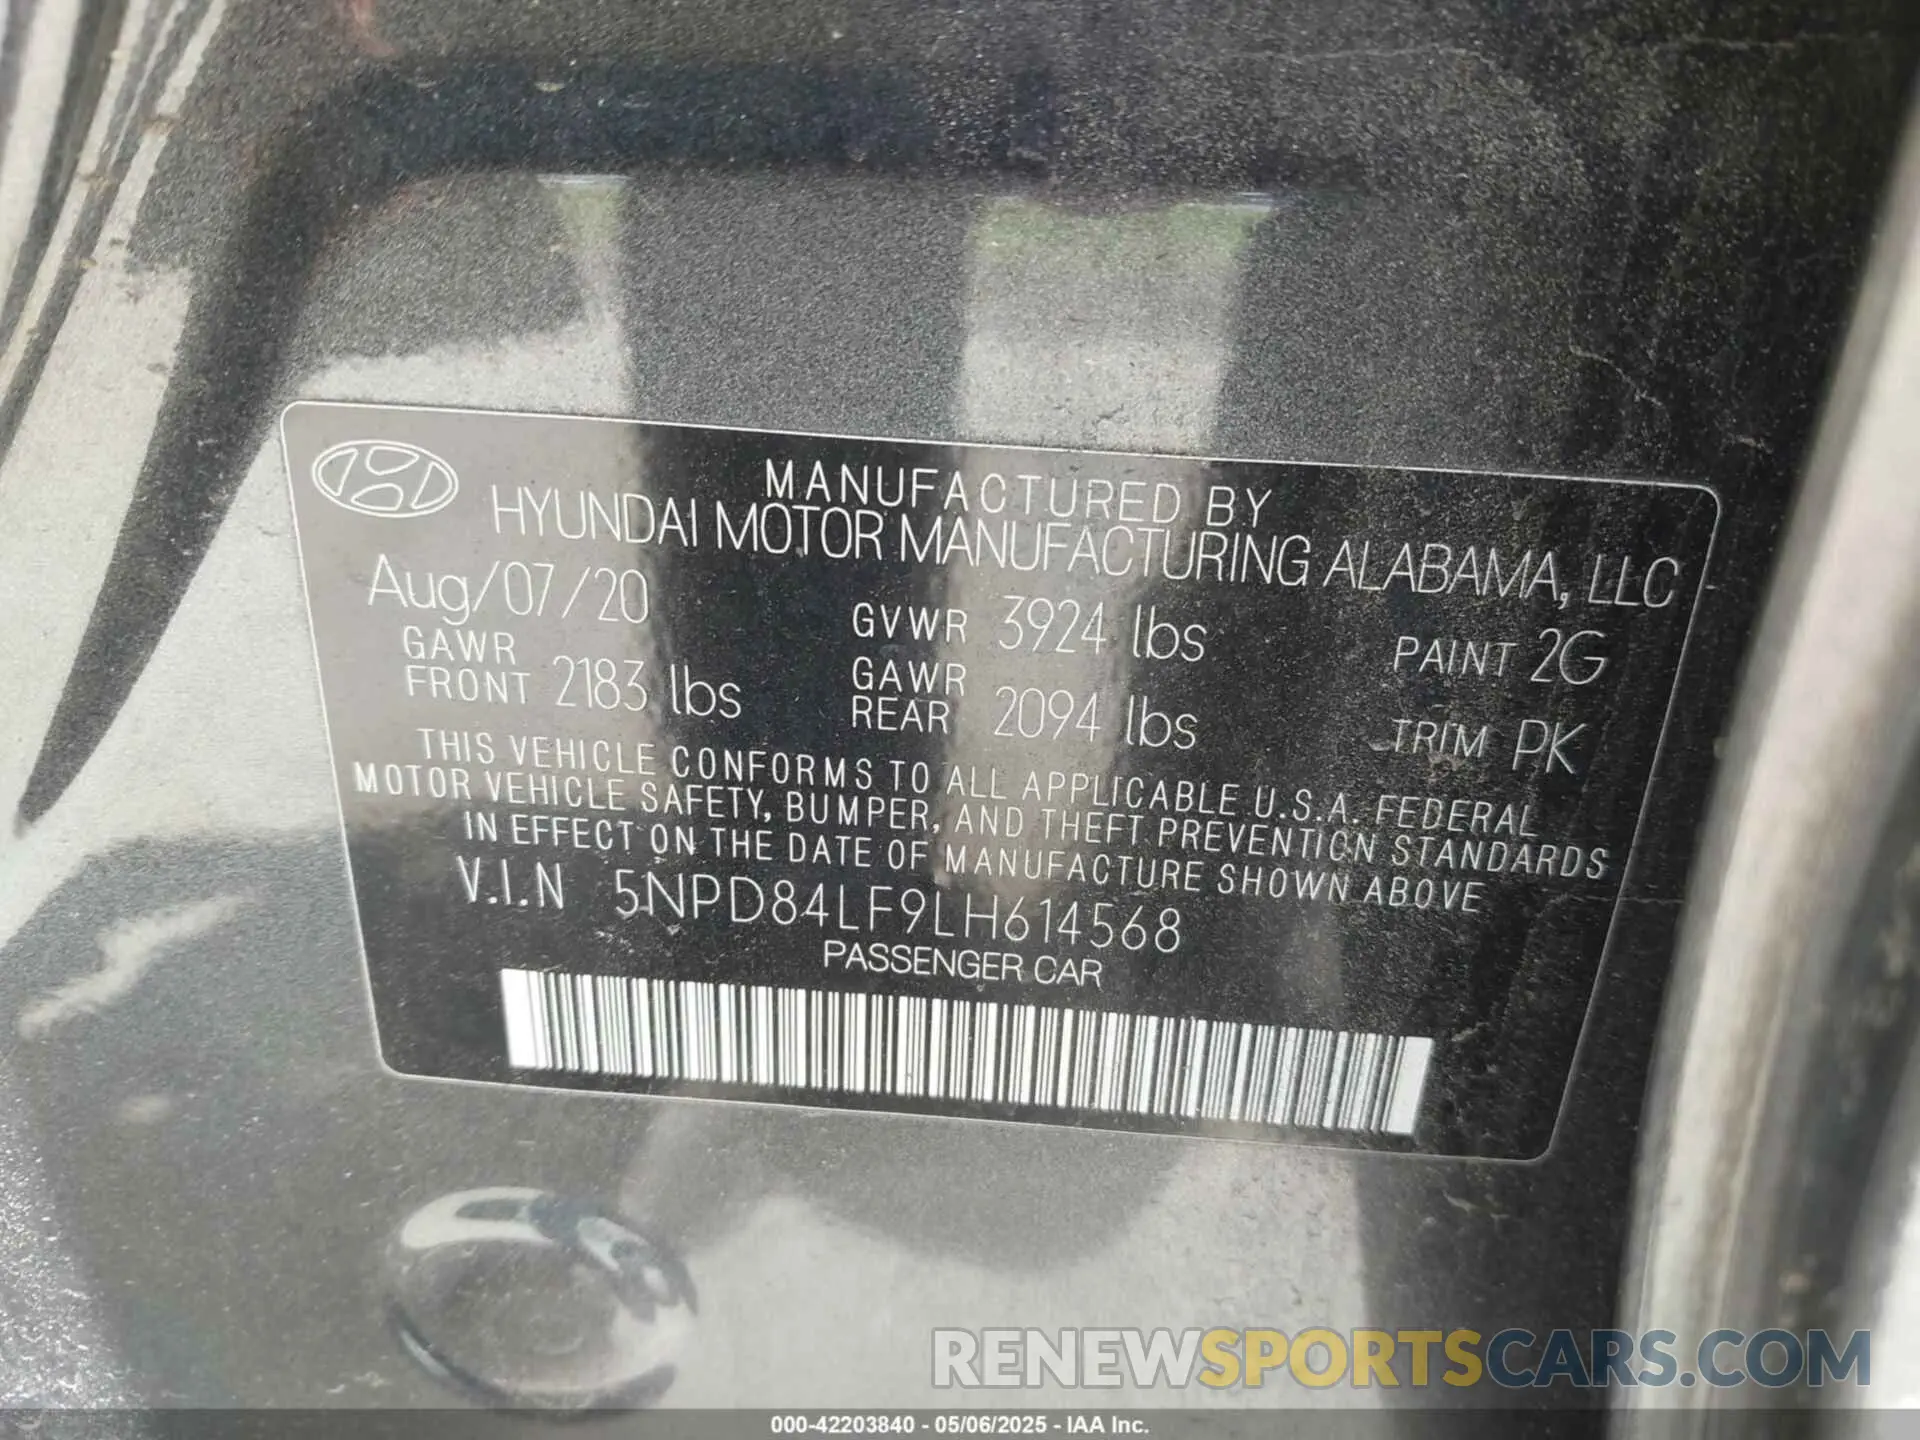 MANUFACTURED BY
HYUNDAI MOTOR MANUFACTURING ALABAMA, LLC
Aug/07/20 GVWR 3924 lbs PAINT 2G
GAWR FRONT 2183 lbs GAWR REAR 2094 lbs TRIM PK
THIS VEHICLE CONFORMS TO ALL APPLICABLE U.S.A. FEDERAL
MOTOR VEHICLE SAFETY, BUMPER, AND THEFT PREVENTION STANDARDS
IN EFFECT ON THE DATE OF MANUFACTURE SHOWN ABOVE
V.I.N 5NPD84LF9LH614568
PASSENGER CAR
RENEWSPORTSCARS.COM
000-42203840 - 05/06/2025 - IAA Inc.